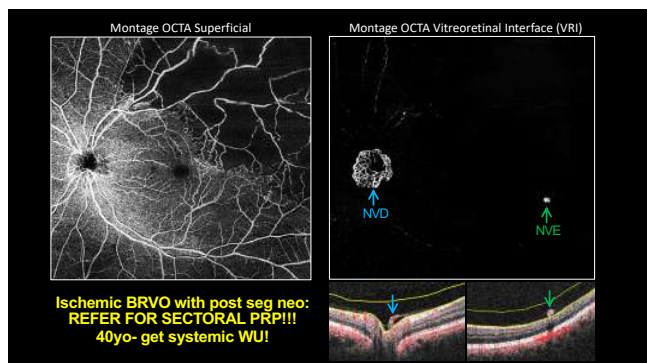 Montage OCTA Superficial
Montage OCTA Vitreoretinal Interface (VRI)
NVD
NVE
Ischemic BRVO with post seg neo:
REFER FOR SECTORAL PRP!!!
40yo- get systemic WU!